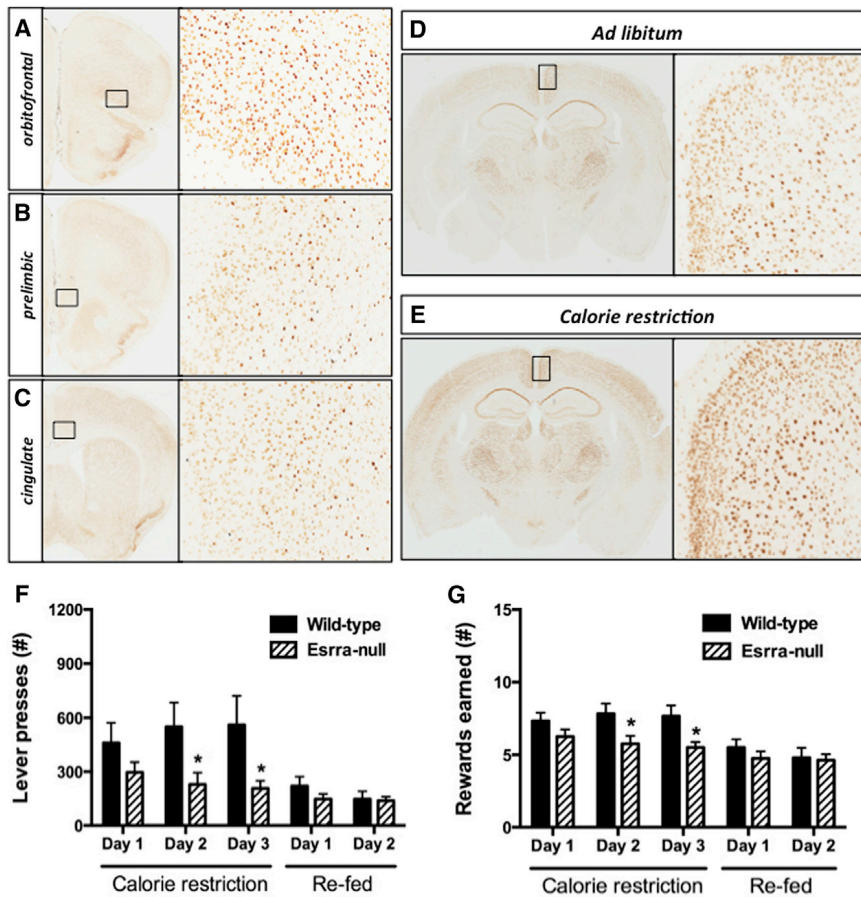 A
orbitofrontal
B
prelimbic
C
cingulate
D
Ad libitum
E
Calorie restriction
F
Lever presses (#)
1200
900
600
300
0
Wild-type
Esrra-null
*
*
Day 1 Day 2 Day 3 Day 1 Day 2
Calorie restriction Re-fed
G
Rewards earned (#)
15
10
5
0
Wild-type
Esrra-null
*
*
Day 1 Day 2 Day 3 Day 1 Day 2
Calorie restriction Re-fed